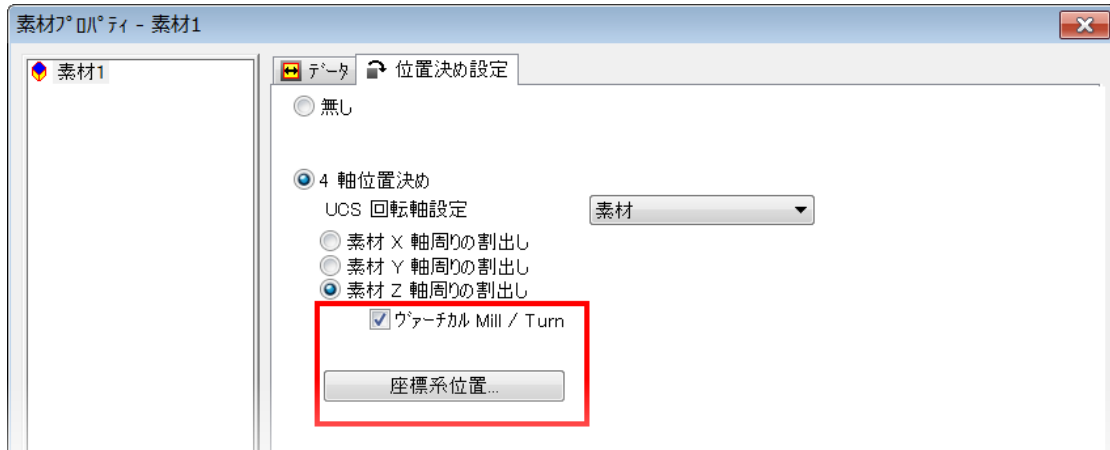 素材ﾌﾟﾛﾊﾟﾃｨ - 素材1
素材1
ﾃﾞｰﾀ
位置決め設定
無し
4 軸位置決め
UCS 回転軸設定
素材
素材 X 軸周りの割出し
素材 Y 軸周りの割出し
素材 Z 軸周りの割出し
ｳﾞｧｰﾁｶﾙ Mill / Turn
座標系位置...